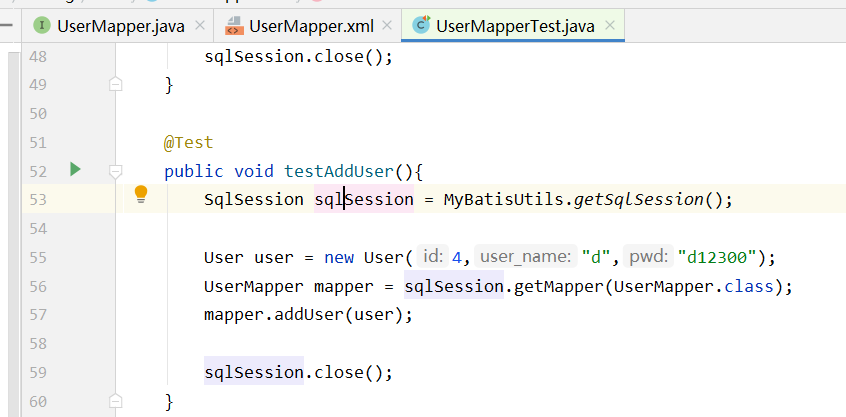 UserMapper.java × UserMapper.xml × UserMapperTest.java ×
48 sqlSession.close();
49 }
50
51 @Test
52 public void testAddUser(){
53 SqlSession sqlSession = MyBatisUtils.getSqlSession();
54
55 User user = new User( id: 4, user_name: "d", pwd: "d12300");
56 UserMapper mapper = sqlSession.getMapper(UserMapper.class);
57 mapper.addUser(user);
58
59 sqlSession.close();
60 }